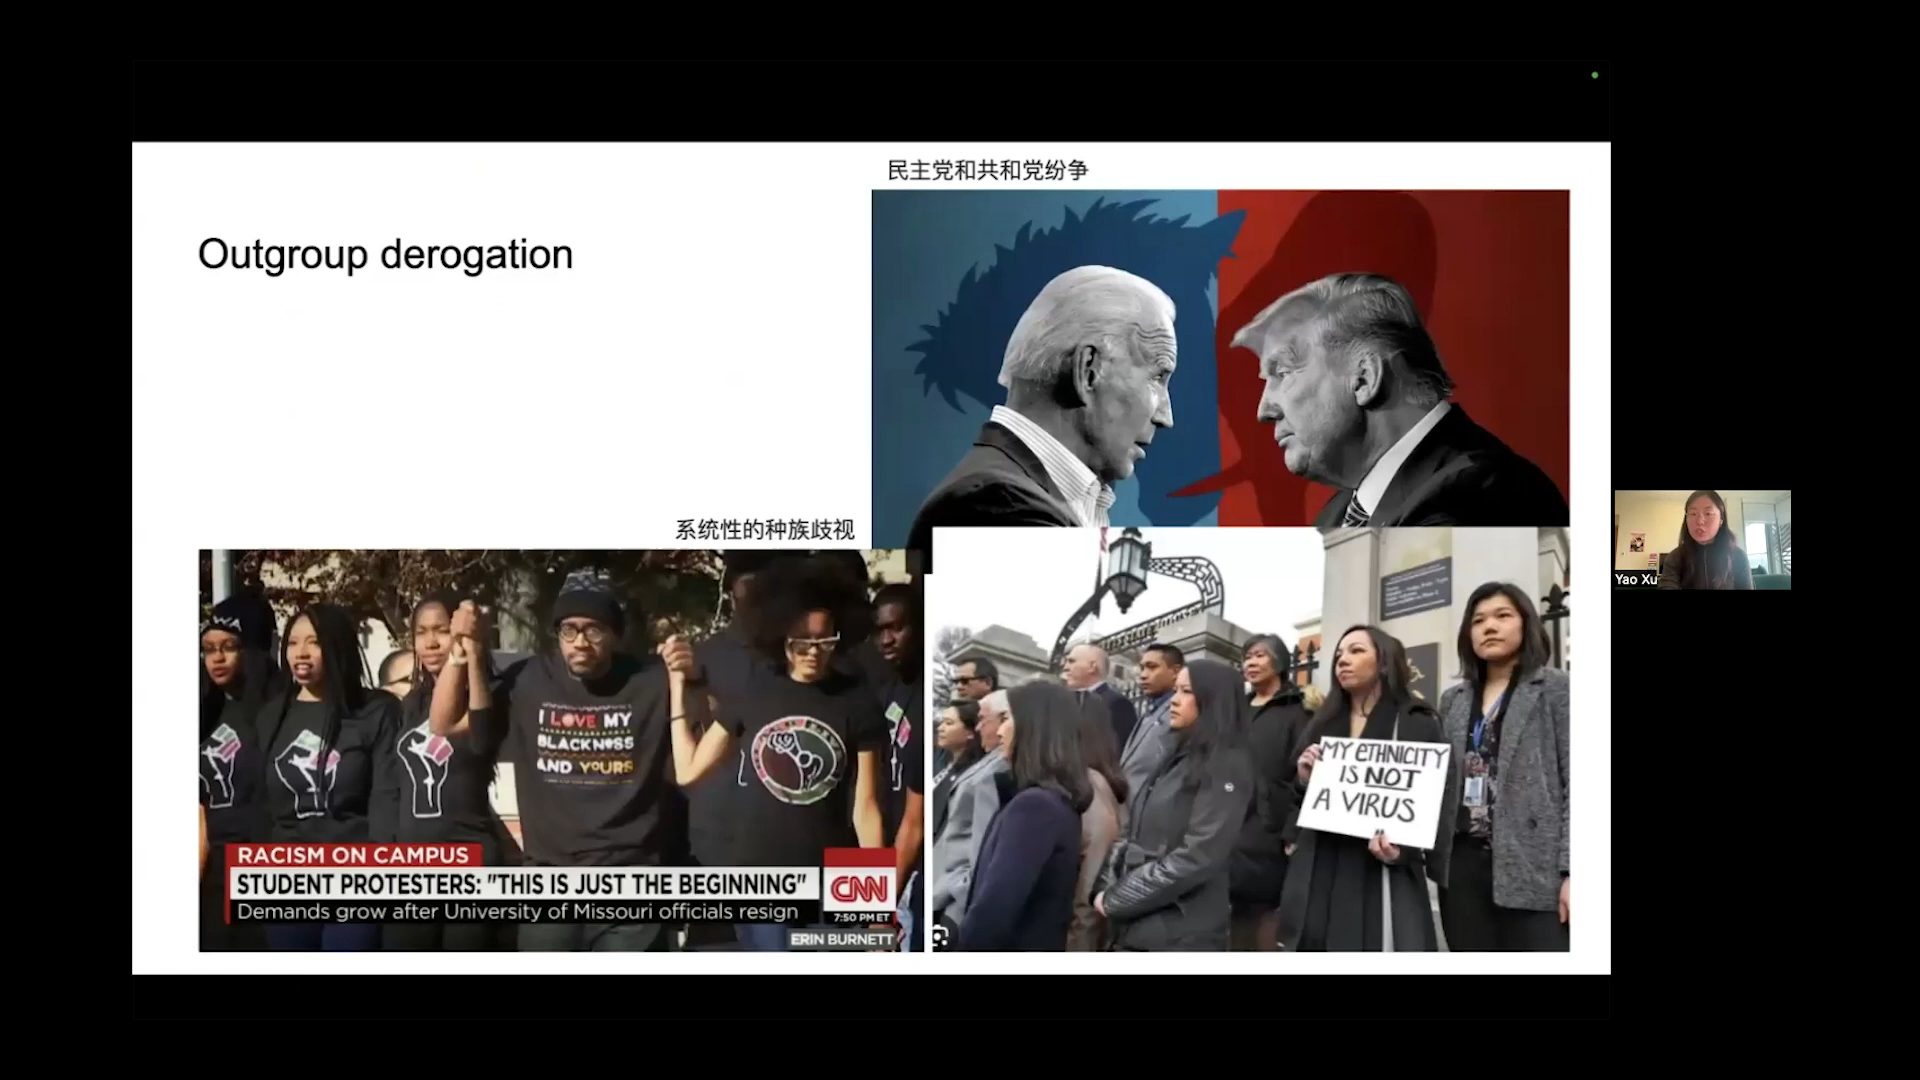 民主党和共和党纷争
Outgroup derogation
系统性的种族歧视
I LOVE MY
BLACKNESS
AND YOURS
RACISM ON CAMPUS
STUDENT PROTESTERS: "THIS IS JUST THE BEGINNING"
Demands grow after University of Missouri officials resign
CNN
7:50 PM ET
ERIN BURNETT
MY ETHNICITY
IS NOT
A VIRUS
Yao Xu